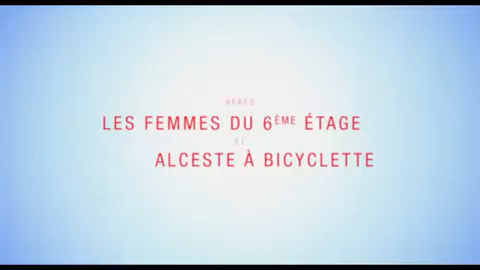 APRÈS
LES FEMMES DU 6ÈME ÉTAGE
ET
ALCESTE À BICYCLETTE